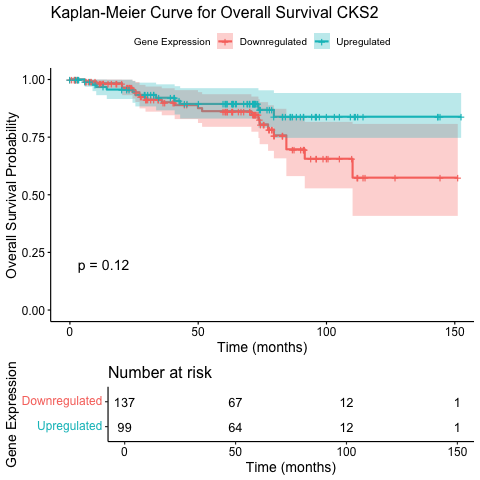 Kaplan-Meier Curve for Overall Survival CKS2
Gene Expression Downregulated Upregulated
Overall Survival Probability
1.00
0.75
0.50
0.25
0.00
p = 0.12
0 50 100 150
Time (months)
Number at risk
Gene Expression
Downregulated 137 67 12 1
Upregulated 99 64 12 1
0 50 100 150
Time (months)